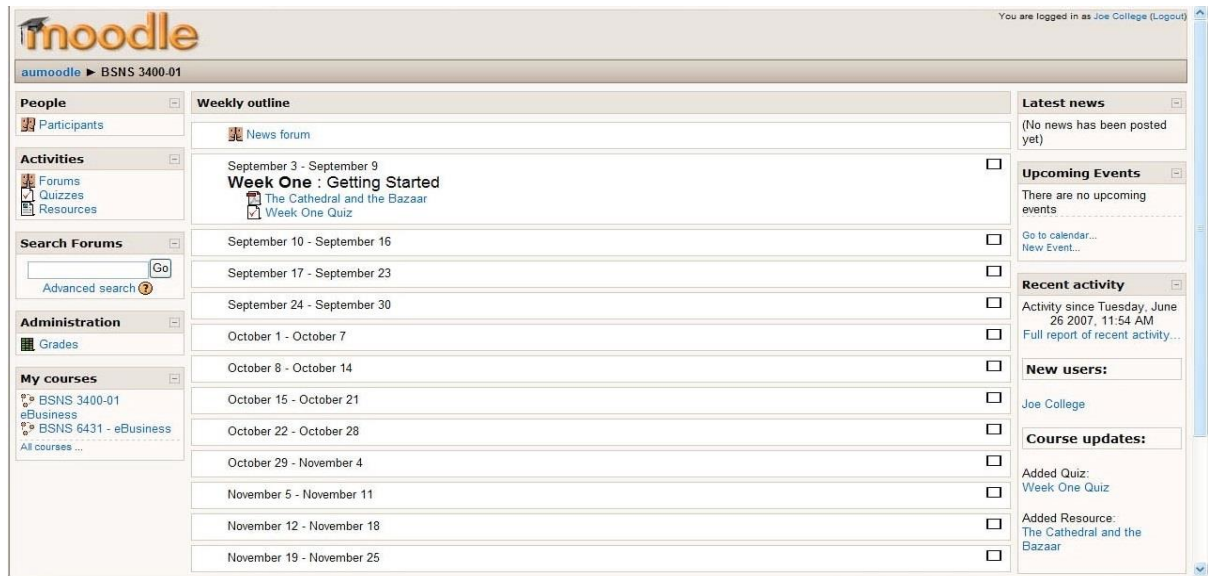 moodle
You are logged in as Joe College (Logout)
aumoodle ► BSNS 3400-01
People
Participants
Activities
Forums
Quizzes
Resources
Search Forums
Go
Advanced search ?
Administration
Grades
My courses
BSNS 3400-01
eBusiness
BSNS 6431 - eBusiness
All courses ...
Weekly outline
News forum
September 3 - September 9
Week One : Getting Started
The Cathedral and the Bazaar
Week One Quiz
September 10 - September 16
September 17 - September 23
September 24 - September 30
October 1 - October 7
October 8 - October 14
October 15 - October 21
October 22 - October 28
October 29 - November 4
November 5 - November 11
November 12 - November 18
November 19 - November 25
Latest news
(No news has been posted
yet)
Upcoming Events
There are no upcoming
events
Go to calendar...
New Event...
Recent activity
Activity since Tuesday, June
26 2007, 11:54 AM
Full report of recent activity...
New users:
Joe College
Course updates:
Added Quiz:
Week One Quiz
Added Resource:
The Cathedral and the
Bazaar